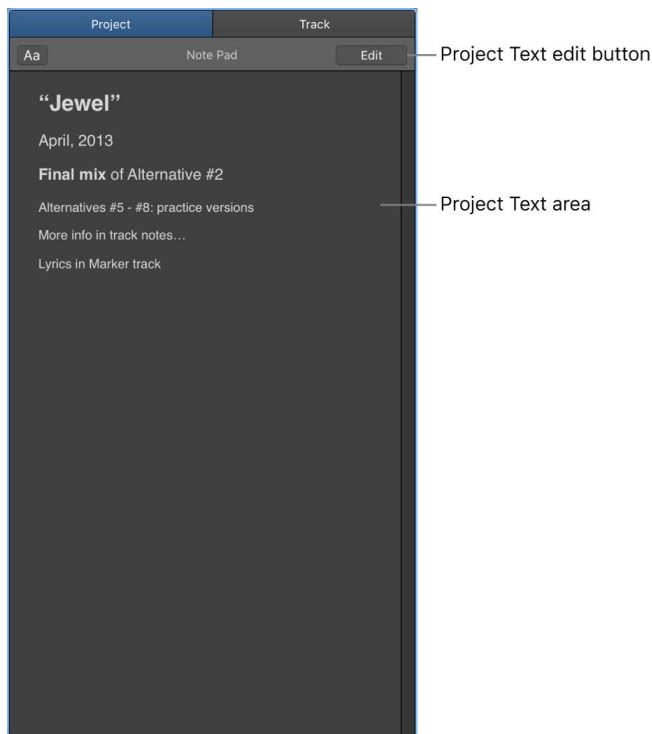 Project Track
Aa Note Pad Edit
Project Text edit button
“Jewel”
April, 2013
Final mix of Alternative #2
Alternatives #5 - #8: practice versions
Project Text area
More info in track notes…
Lyrics in Marker track